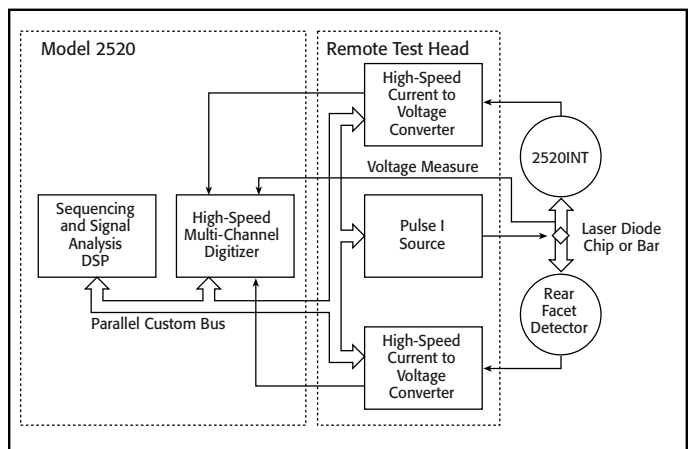 Model 2520
Remote Test Head
High-Speed
Current to
Voltage
Converter
2520INT
Voltage Measure
Sequencing
and Signal
Analysis
DSP
High-Speed
Multi-Channel
Digitizer
Pulse I
Source
Laser Diode
Chip or Bar
Parallel Custom Bus
Rear
Facet
Detector
High-Speed
Current to
Voltage
Converter